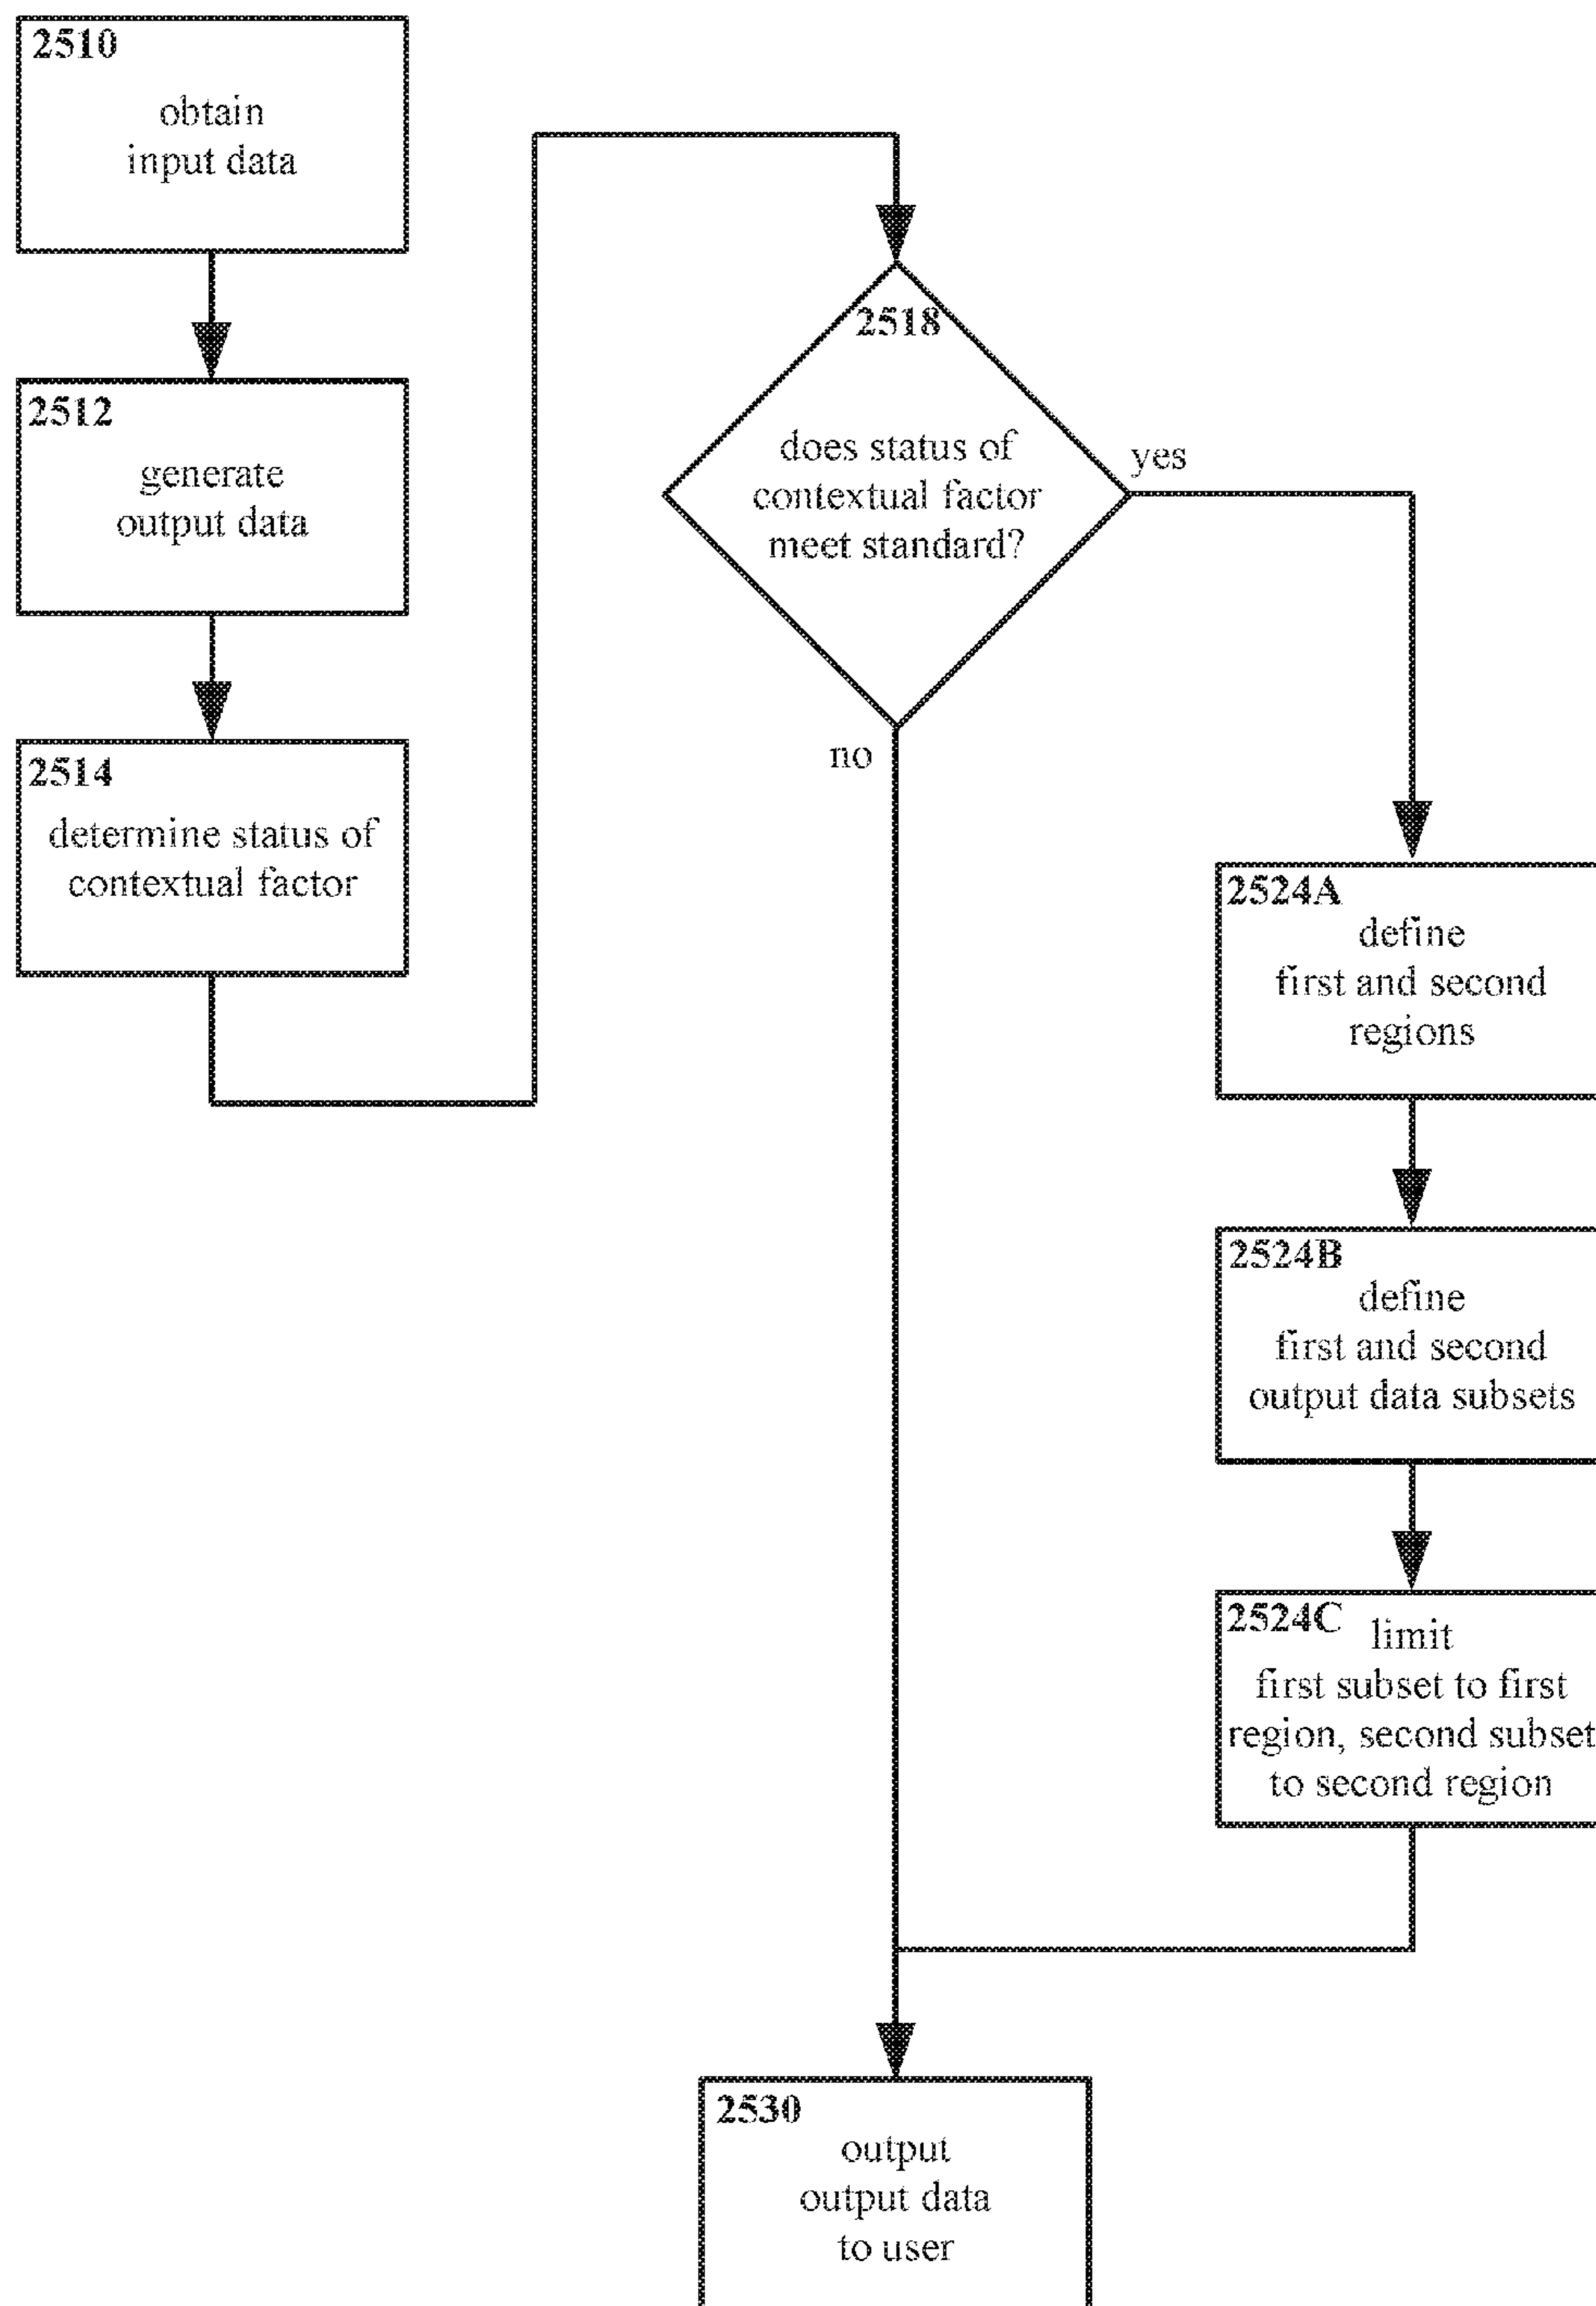 2510
obtain
input data
2512
generate
output data
2514
determine status of
contextual factor
2518
does status of
contextual factor
meet standard?
yes
no
2524A
define
first and second
regions
2524B
define
first and second
output data subsets
2524C
limit
first subset to first
region, second subset
to second region
2530
output
output data
to user